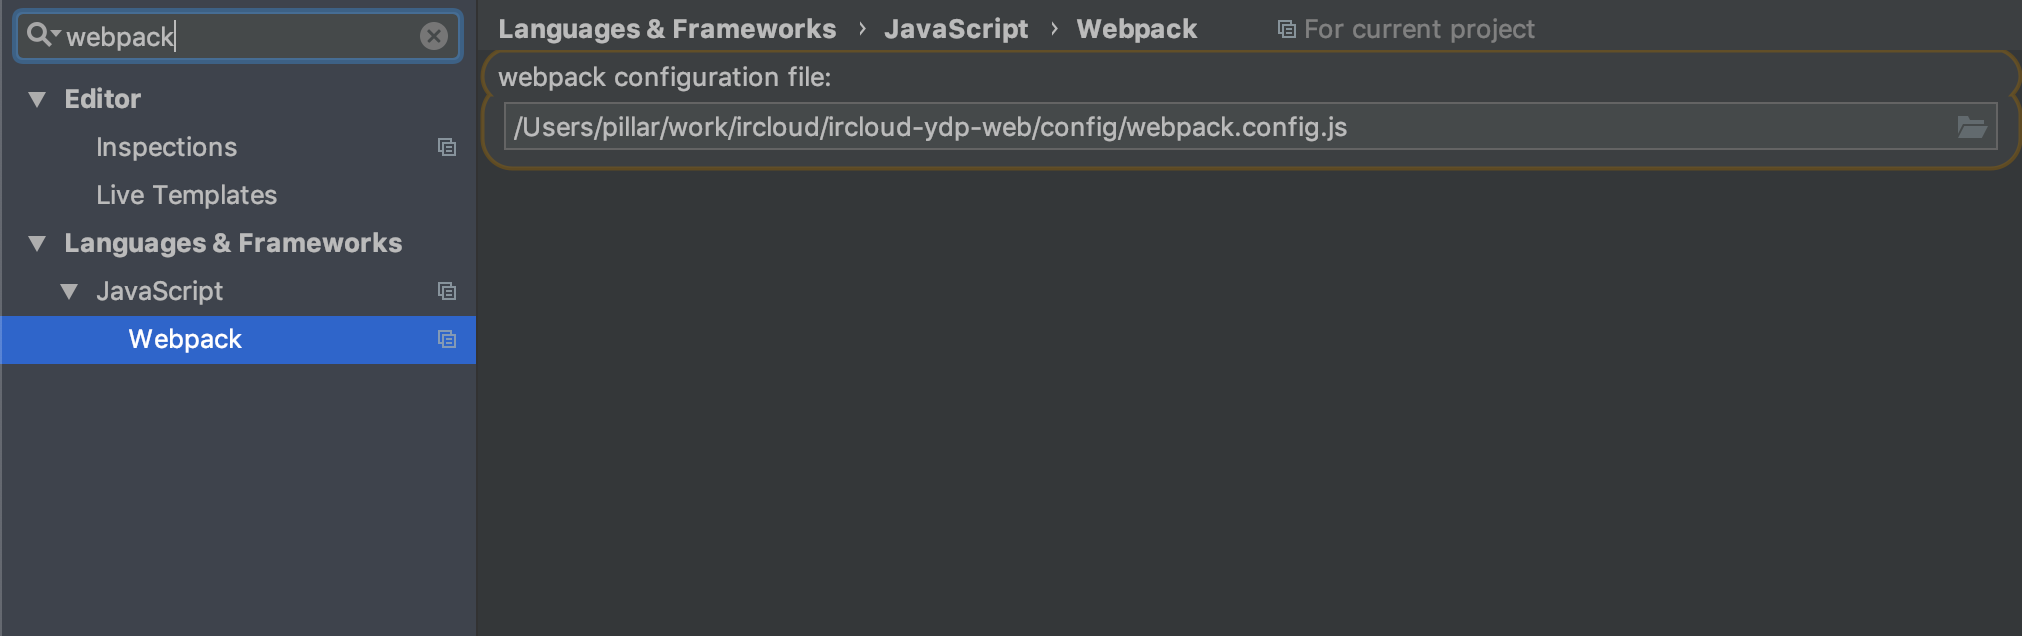 webpack
Editor
Inspections
Live Templates
Languages & Frameworks
JavaScript
Webpack
Languages & Frameworks › JavaScript › Webpack For current project
webpack configuration file:
/Users/pillar/work/ircloud/ircloud-ydp-web/config/webpack.config.js